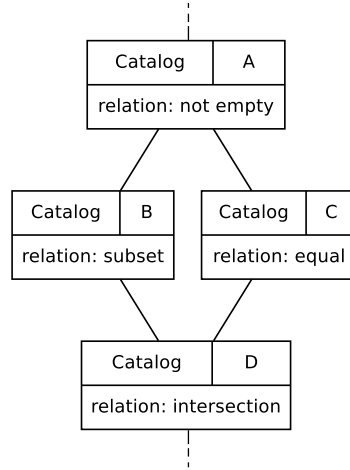 Catalog A
relation: not empty
Catalog B
relation: subset
Catalog C
relation: equal
Catalog D
relation: intersection